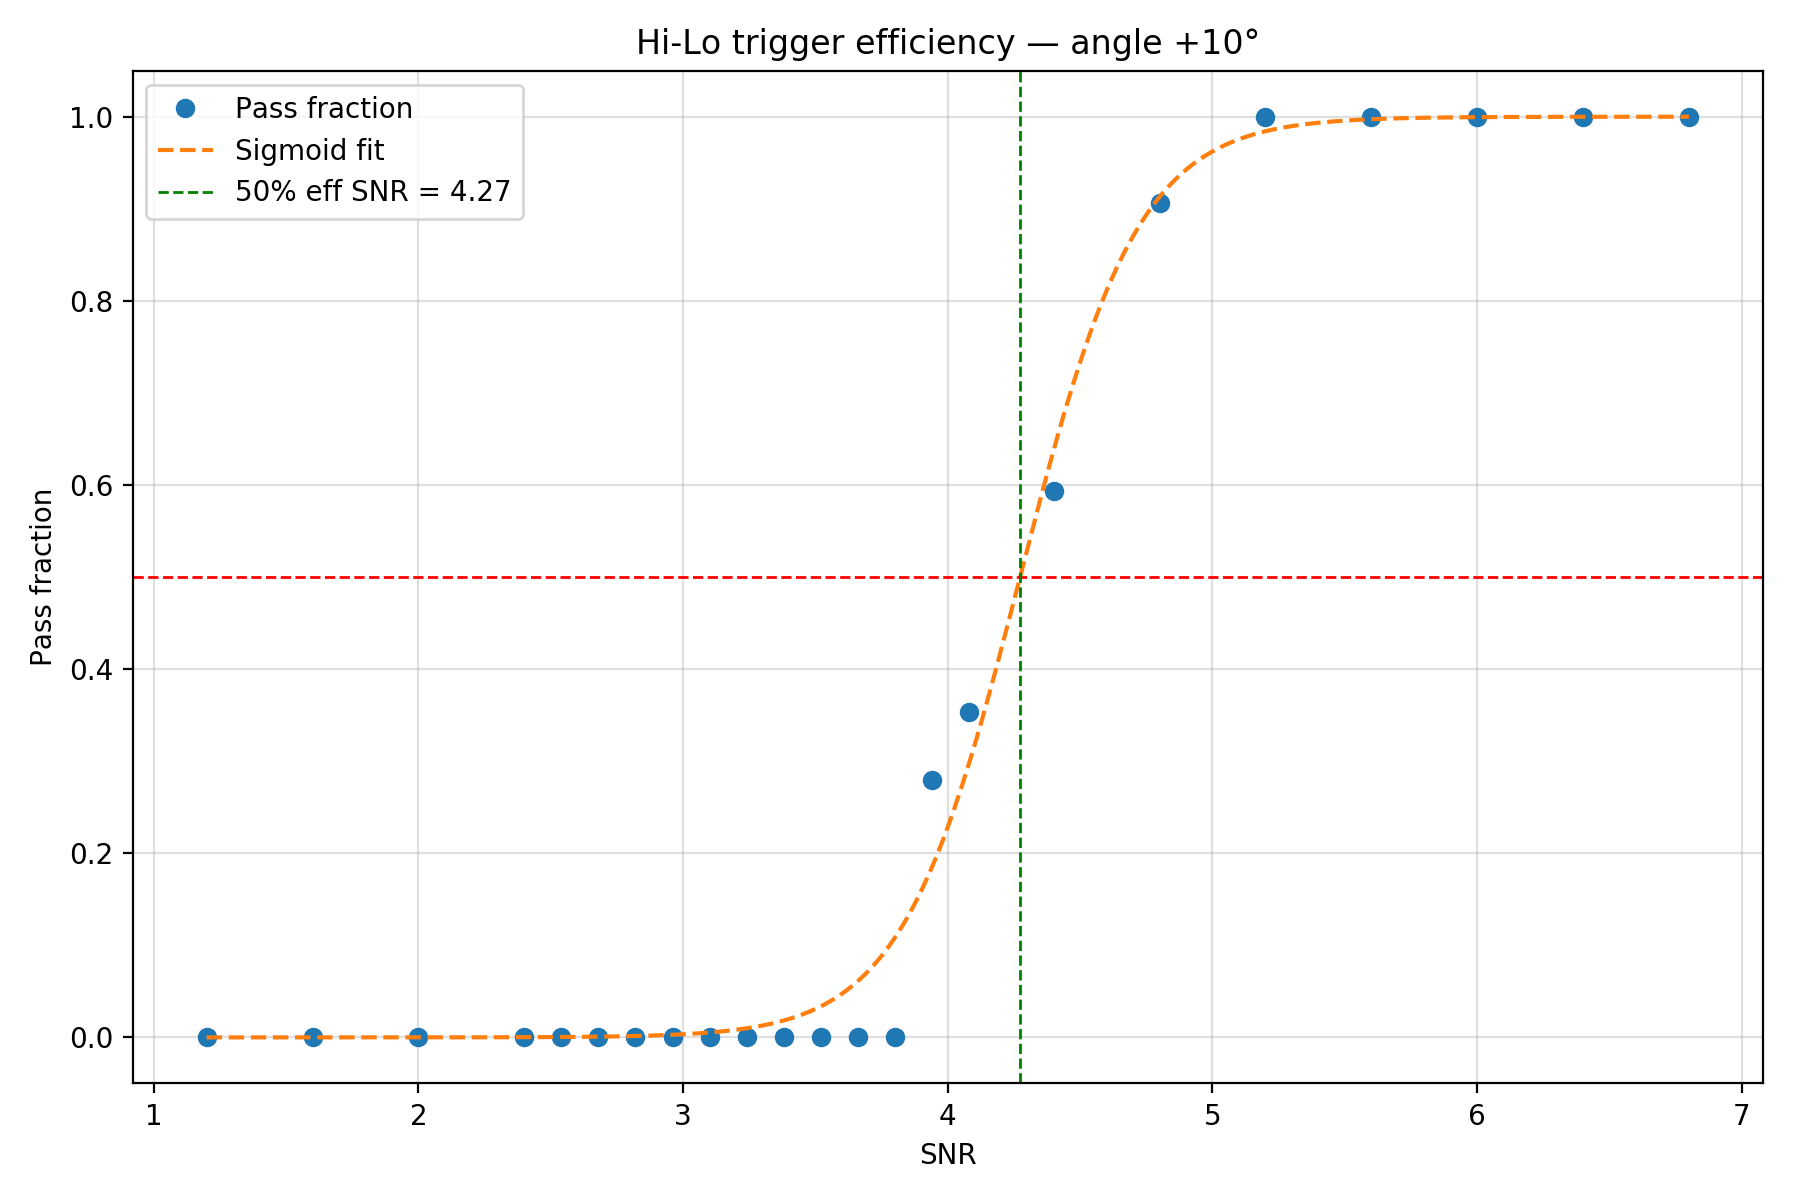 Hi-Lo trigger efficiency — angle +10°
Pass fraction
Sigmoid fit
50% eff SNR = 4.27
Pass fraction
1.0
0.8
0.6
0.4
0.2
0.0
1 2 3 4 5 6 7
SNR